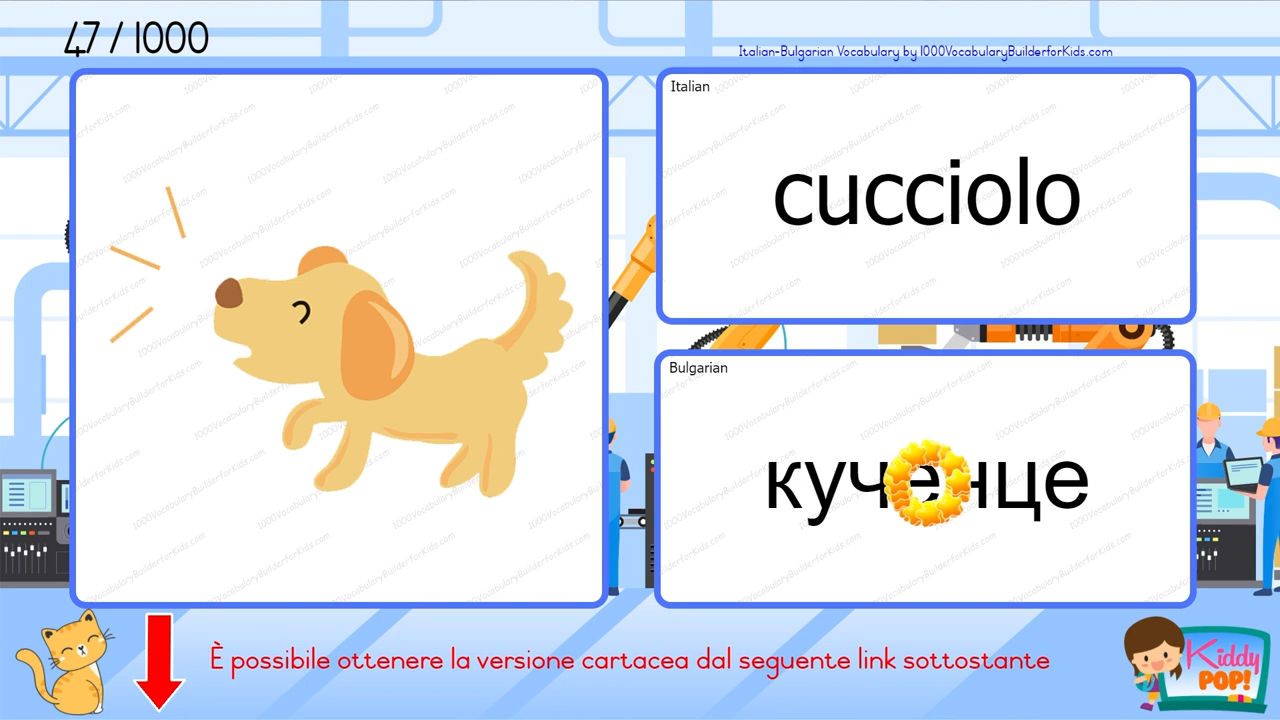 47 / 1000
Italian-Bulgarian Vocabulary by 1000VocabularyBuilderforKids.com
Italian
cucciolo
Bulgarian
кученце
È possibile ottenere la versione cartacea dal seguente link sottostante
Kiddy
POP!